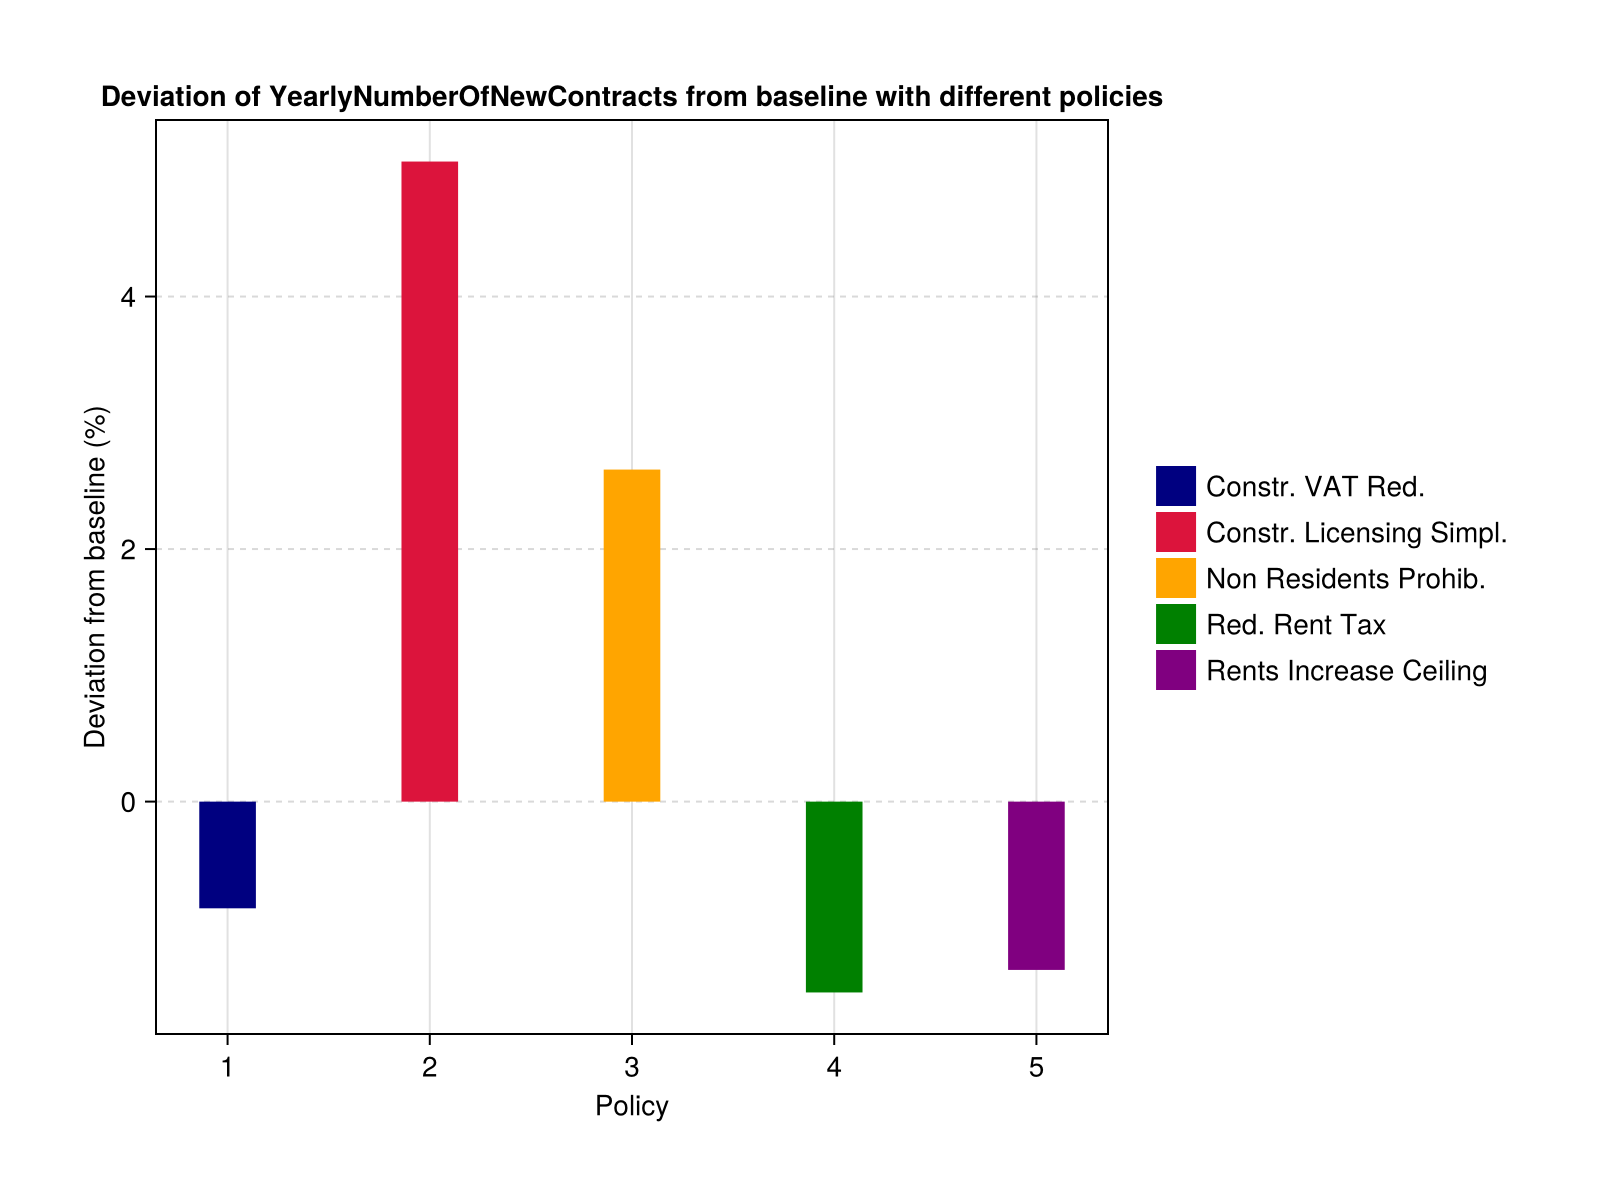 Deviation of YearlyNumberOfNewContracts from baseline with different policies
Deviation from baseline (%)
4
2
0
1 2 3 4 5
Policy
Constr. VAT Red.
Constr. Licensing Simpl.
Non Residents Prohib.
Red. Rent Tax
Rents Increase Ceiling